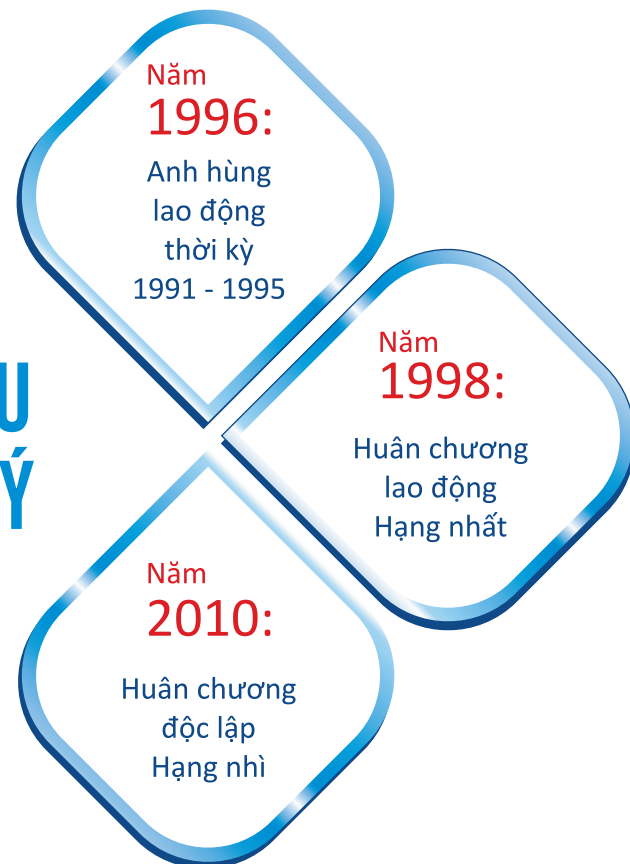 Năm
1996:
Anh hùng
lao động
thời kỳ
1991 - 1995
Năm
1998:
Huân chương
lao động
Hạng nhất
Năm
2010:
Huân chương
độc lập
Hạng nhì